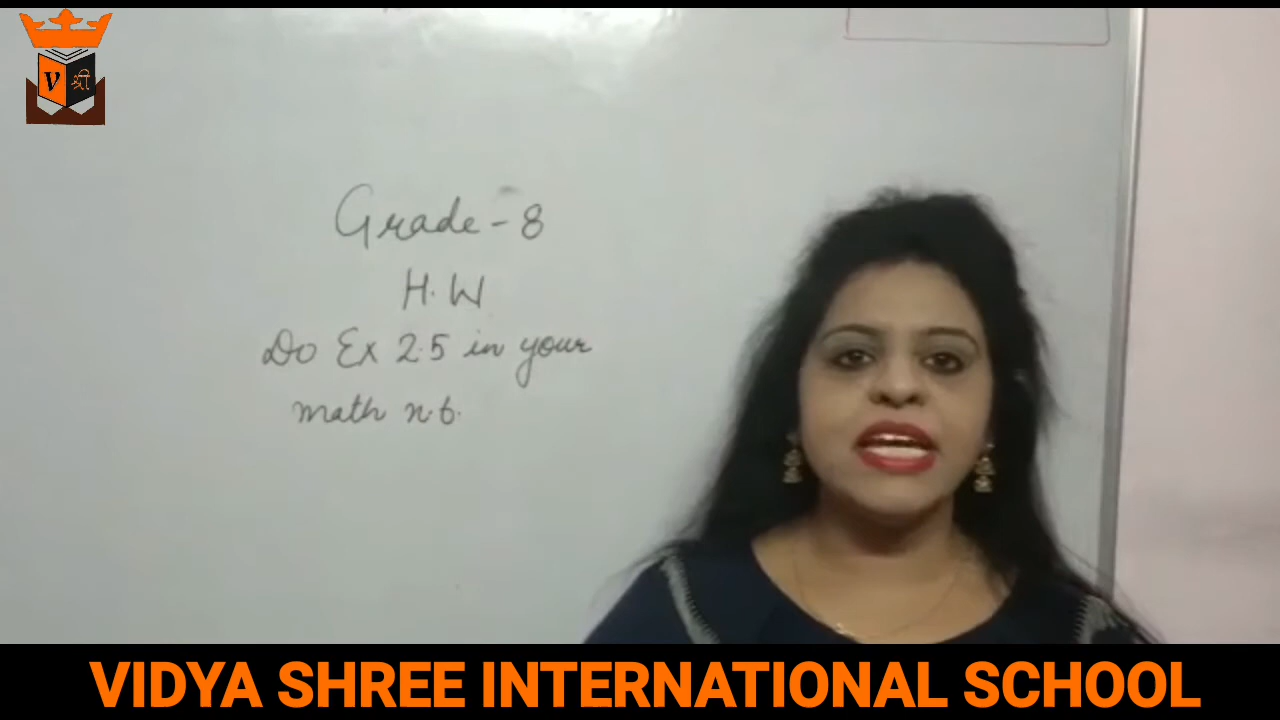 V श्री
Grade - 8
H.W
Do Ex 2.5 in your
math n.b.
VIDYA SHREE INTERNATIONAL SCHOOL